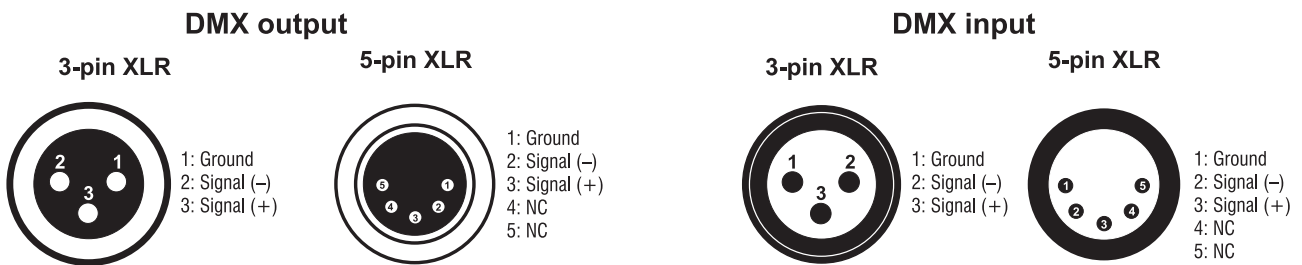 DMX output
3-pin XLR
2 1
3
1: Ground
2: Signal (–)
3: Signal (+)
5-pin XLR
5 1
4 2
3
1: Ground
2: Signal (–)
3: Signal (+)
4: NC
5: NC
DMX input
3-pin XLR
1 2
3
1: Ground
2: Signal (–)
3: Signal (+)
5-pin XLR
1 5
2 4
3
1: Ground
2: Signal (–)
3: Signal (+)
4: NC
5: NC